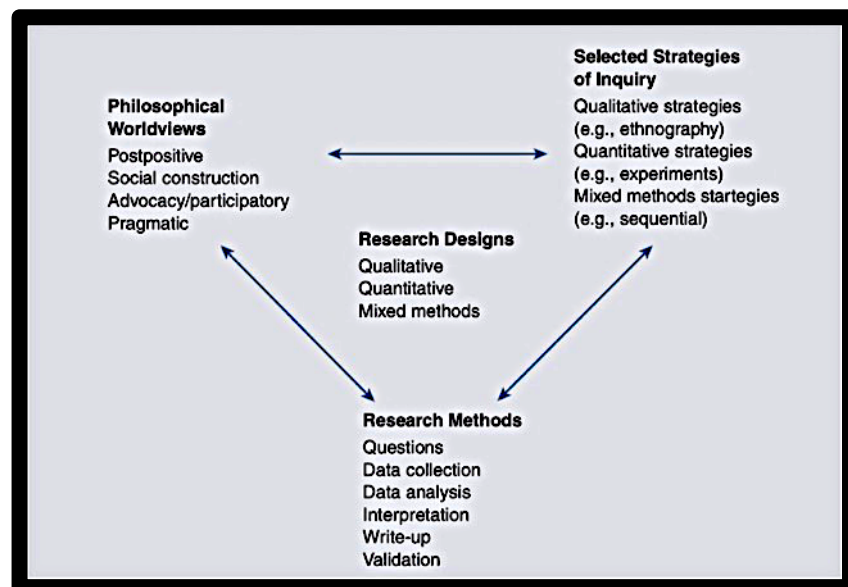 Philosophical
Worldviews
Postpositive
Social construction
Advocacy/participatory
Pragmatic
Selected Strategies
of Inquiry
Qualitative strategies
(e.g., ethnography)
Quantitative strategies
(e.g., experiments)
Mixed methods startegies
(e.g., sequential)
Research Designs
Qualitative
Quantitative
Mixed methods
Research Methods
Questions
Data collection
Data analysis
Interpretation
Write-up
Validation